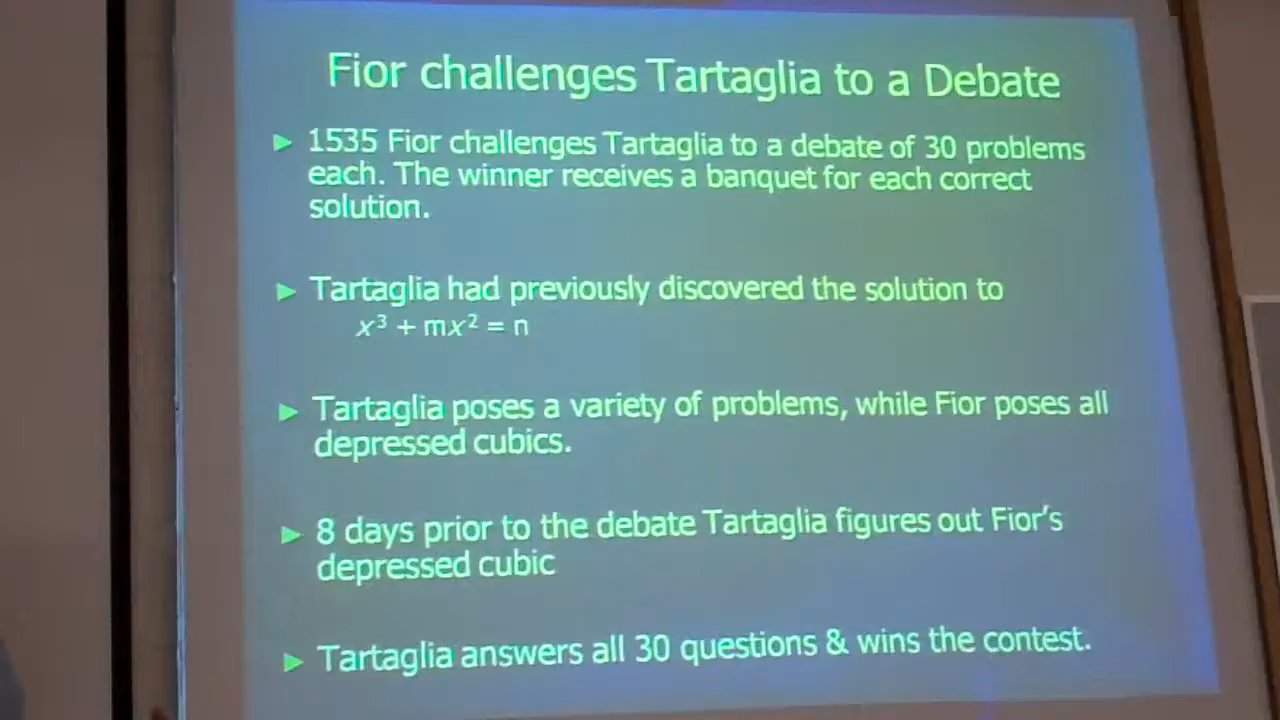 Fior challenges Tartaglia to a Debate
► 1535 Fior challenges Tartaglia to a debate of 30 problems
each. The winner receives a banquet for each correct
solution.
► Tartaglia had previously discovered the solution to
x³ + mx² = n
► Tartaglia poses a variety of problems, while Fior poses all
depressed cubics.
► 8 days prior to the debate Tartaglia figures out Fior's
depressed cubic
► Tartaglia answers all 30 questions & wins the contest.